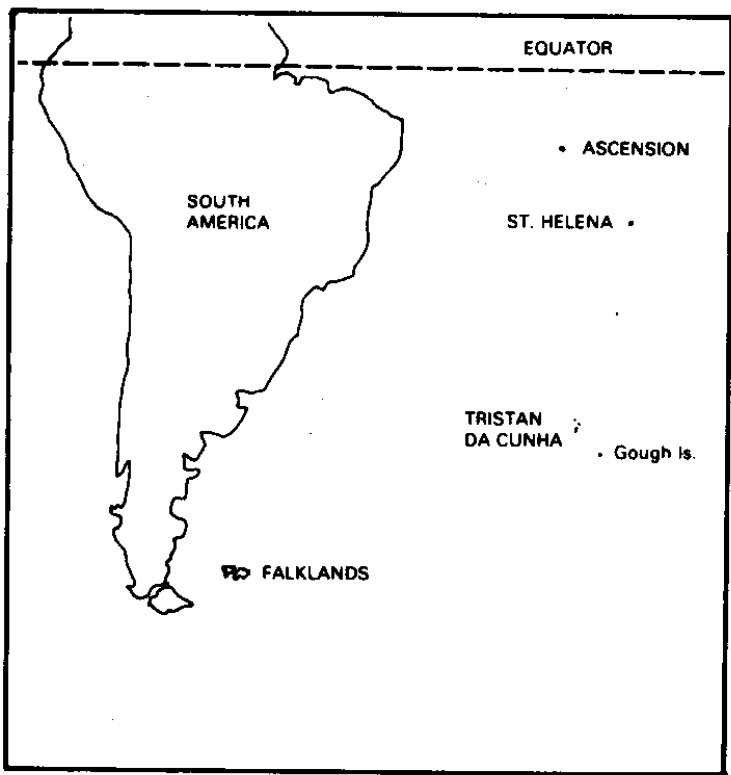 EQUATOR
ASCENSION
SOUTH
AMERICA
ST. HELENA
TRISTAN
DA CUNHA
Gough Is.
FALKLANDS